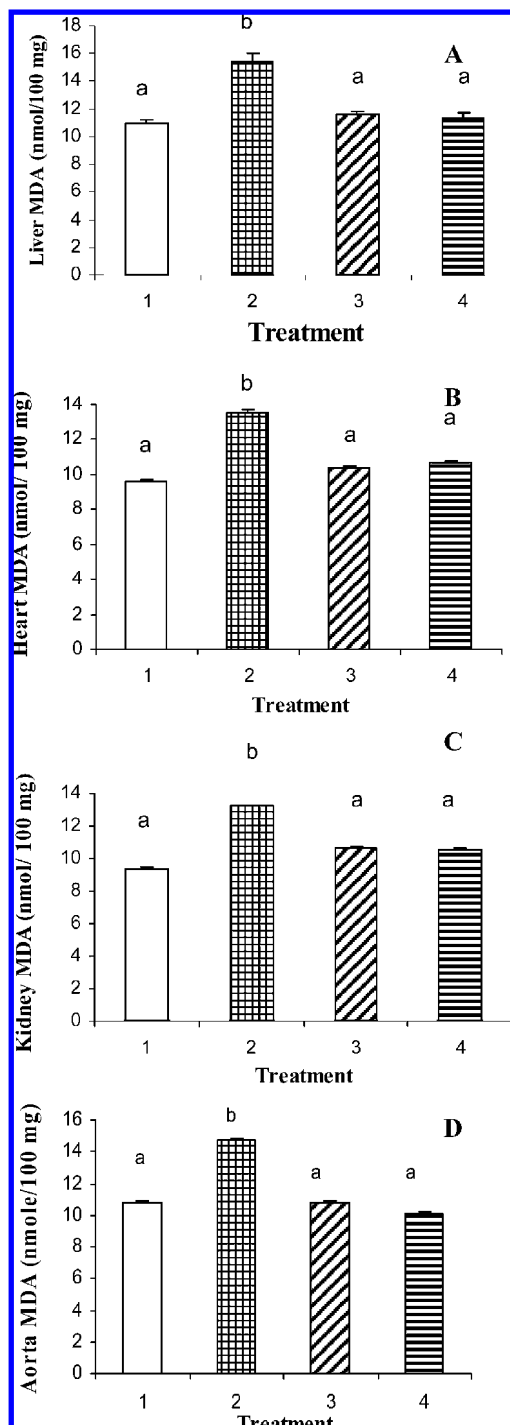 18
16
14
12
10
8
6
4
2
0
Liver MDA (nmol/100 mg)
A
a
b
a
a
1 2 3 4
Treatment
14
12
10
8
6
4
2
0
Heart MDA (nmol/ 100 mg)
B
a
b
a
a
1 2 3 4
Treatment
14
12
10
8
6
4
2
0
Kidney MDA (nmol/ 100 mg)
C
a
b
a
a
1 2 3 4
Treatment
16
14
12
10
8
6
4
2
0
Aorta MDA (nmole/100 mg)
D
a
b
a
a
1 2 3 4
Treatment